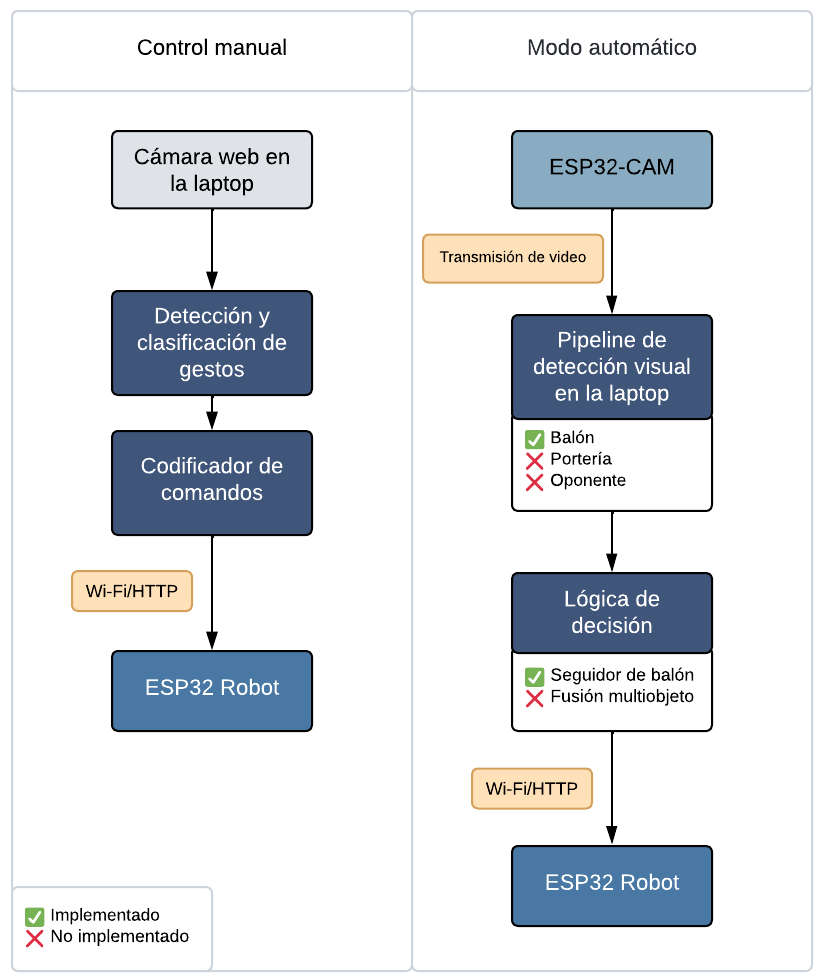 Control manual
Cámara web en
la laptop
Detección y
clasificación de
gestos
Codificador de
comandos
Wi-Fi/HTTP
ESP32 Robot
✅ Implementado
❌ No implementado
Modo automático
ESP32-CAM
Transmisión de video
Pipeline de
detección visual
en la laptop
✅ Balón
❌ Portería
❌ Oponente
Lógica de
decisión
✅ Seguidor de balón
❌ Fusión multiobjeto
Wi-Fi/HTTP
ESP32 Robot